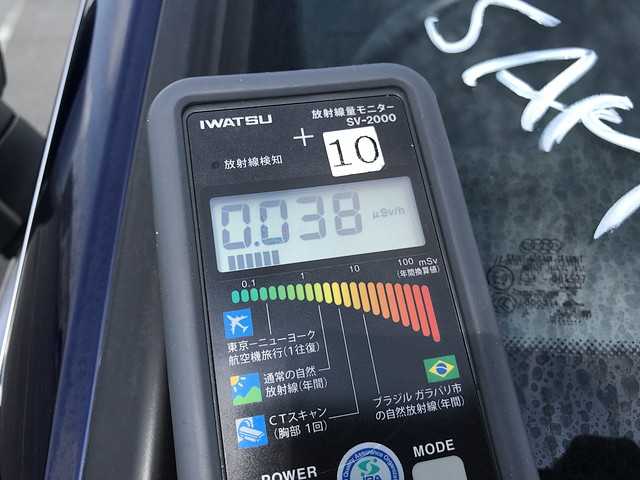 IWATSU
放射線量モニター
SV-2000
+
10
放射線検知
0.038 μSv/h
0.1 1 10 100 mSv
(年間換算値)
東京ーニューヨーク
航空機旅行(1往復)
通常の自然
放射線(年間)
CTスキャン
(胸部 1回)
ブラジル ガラパリ市
の自然放射線(年間)
POWER
MODE